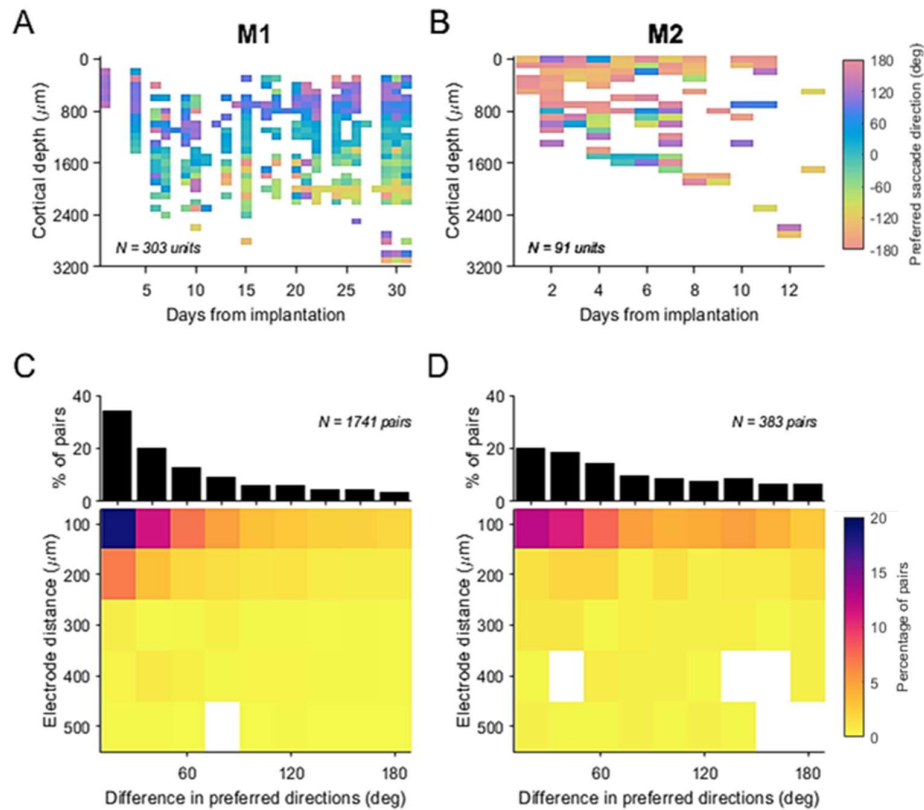 A
M1
B
M2
0
800
1600
2400
3200
Cortical depth (μm)
N = 303 units
5
10
15
20
25
30
Days from implantation
0
800
1600
2400
3200
Cortical depth (μm)
N = 91 units
2
4
6
8
10
12
Days from implantation
180
120
60
0
-60
-120
-180
Preferred saccade direction (deg)
C
40
20
0
% of pairs
N = 1741 pairs
100
200
300
400
500
Electrode distance (μm)
60
120
180
Difference in preferred directions (deg)
D
40
20
0
% of pairs
N = 383 pairs
100
200
300
400
500
Electrode distance (μm)
60
120
180
Difference in preferred directions (deg)
20
15
10
5
0
Percentage of pairs